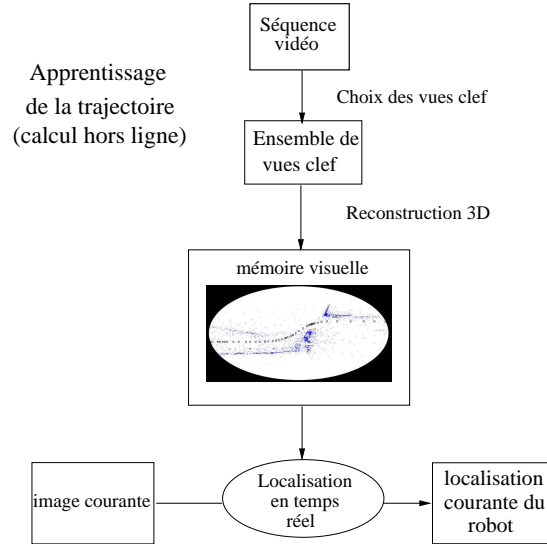 Séquence
vidéo
Apprentissage
de la trajectoire
(calcul hors ligne)
Choix des vues clef
Ensemble de
vues clef
Reconstruction 3D
mémoire visuelle
image courante
Localisation
en temps
réel
localisation
courante du
robot